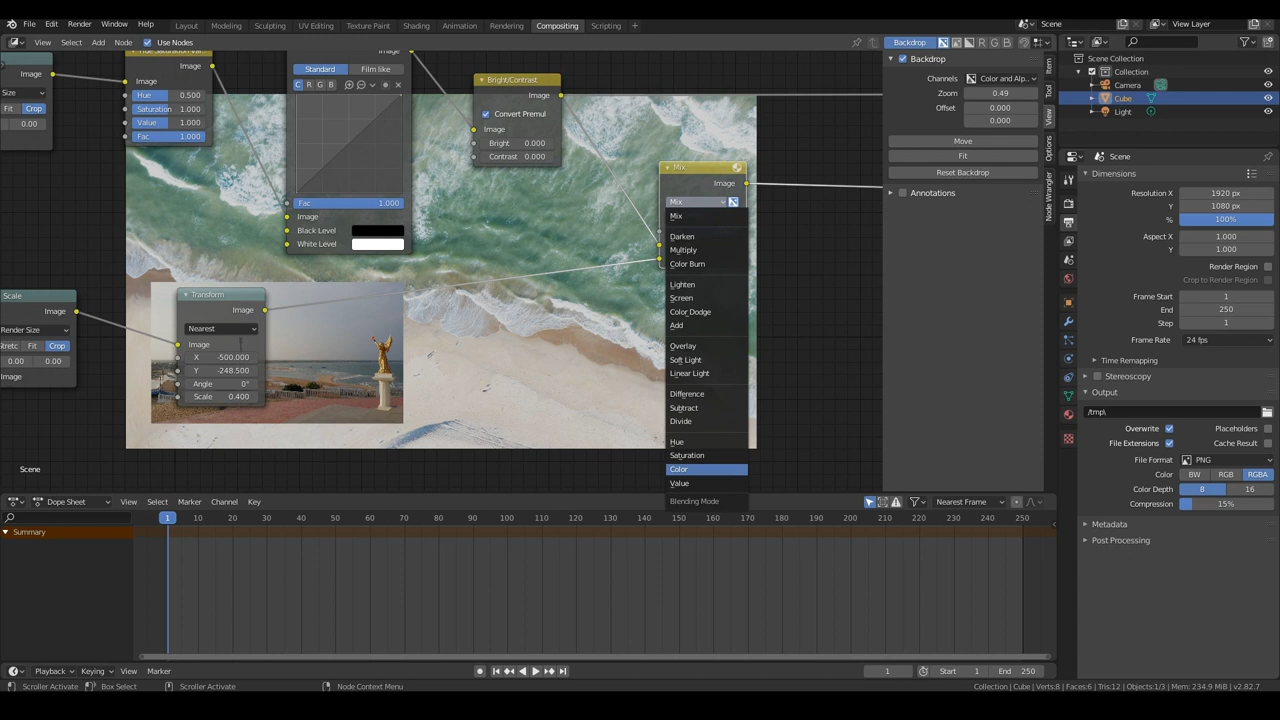 File Edit Render Window Help
Layout Modeling Sculpting UV Editing Texture Paint Shading Animation Rendering Compositing Scripting +
Scene
View Layer
View Select Add Node Use Nodes
Backdrop R G B
Image
Size
Fit Crop
0.00
Image
Image
Hue 0.500
Saturation 1.000
Value 1.000
Fac 1.000
Image
Standard Film like
C R G B
Fac 1.000
Image
Black Level
White Level
Bright/Contrast
Image
Convert Premul
Image
Bright 0.000
Contrast 0.000
Mix
Image
Mix
Mix
Darken
Multiply
Color Burn
Lighten
Screen
Color Dodge
Add
Overlay
Soft Light
Linear Light
Difference
Subtract
Divide
Hue
Saturation
Color
Value
Blending Mode
Scale
Image
Render Size
Fit Crop
0.00 0.00
Image
Transform
Image
Nearest
Image
X -500.000
Y -248.500
Angle 0°
Scale 0.400
Scene
Backdrop
Channels Color and Alp..
Zoom 0.49
Offset 0.000
0.000
Move
Fit
Reset Backdrop
Annotations
Item
Tool
View
Options
Node Wrangler
Scene Collection
Collection
Camera
Cube
Light
Scene
Dimensions
Resolution X 1920 px
Y 1080 px
% 100%
Aspect X 1.000
Y 1.000
Render Region
Crop to Render Region
Frame Start 1
End 250
Step 1
Frame Rate 24 fps
Time Remapping
Stereoscopy
Output
/tmp\
Overwrite Placeholders
File Extensions Cache Result
File Format PNG
Color BW RGB RGBA
Color Depth 8 16
Compression 15%
Metadata
Post Processing
Dope Sheet View Select Marker Channel Key
Nearest Frame
1 10 20 30 40 50 60 70 80 90 100 110 120 130 140 150 160 170 180 190 200 210 220 230 240 250
Summary
Playback Keying View Marker
1 Start 1 End 250
Scroller Activate Box Select Scroller Activate Node Context Menu
Collection | Cube | Verts:8 | Faces:6 | Tris:12 | Objects:1/3 | Mem: 234.9 MiB | v2.82.7